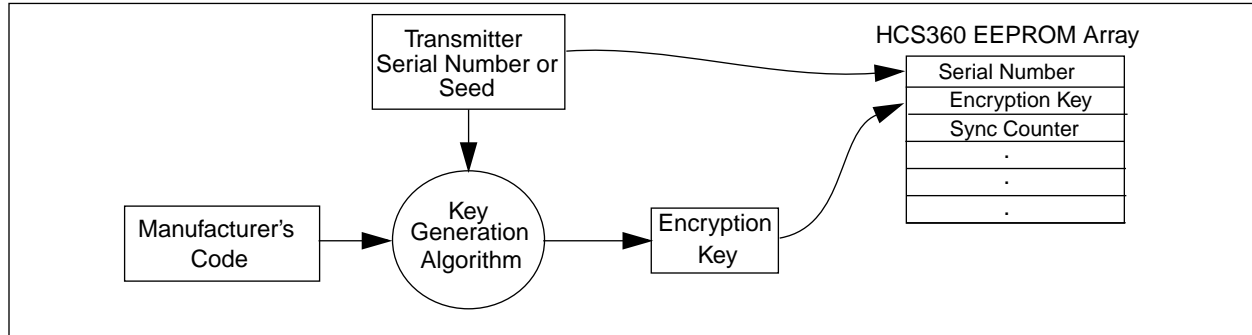 Transmitter
Serial Number or
Seed
HCS360 EEPROM Array
Serial Number
Encryption Key
Sync Counter
.
.
.
Manufacturer's
Code
Key
Generation
Algorithm
Encryption
Key